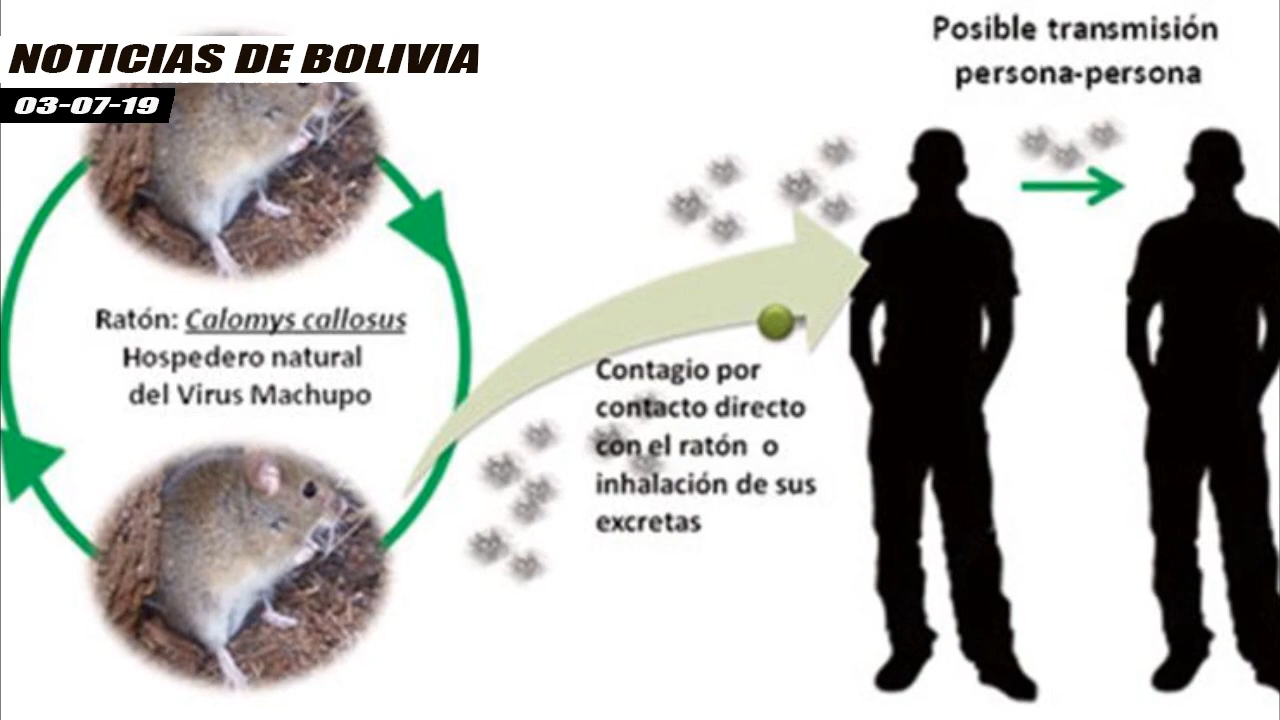 NOTICIAS DE BOLIVIA
03-07-19
Posible transmisión
persona-persona
Ratón: Calomys callosus
Hospedero natural
del Virus Machupo
Contagio por
contacto directo
con el ratón o
inhalación de sus
excretas